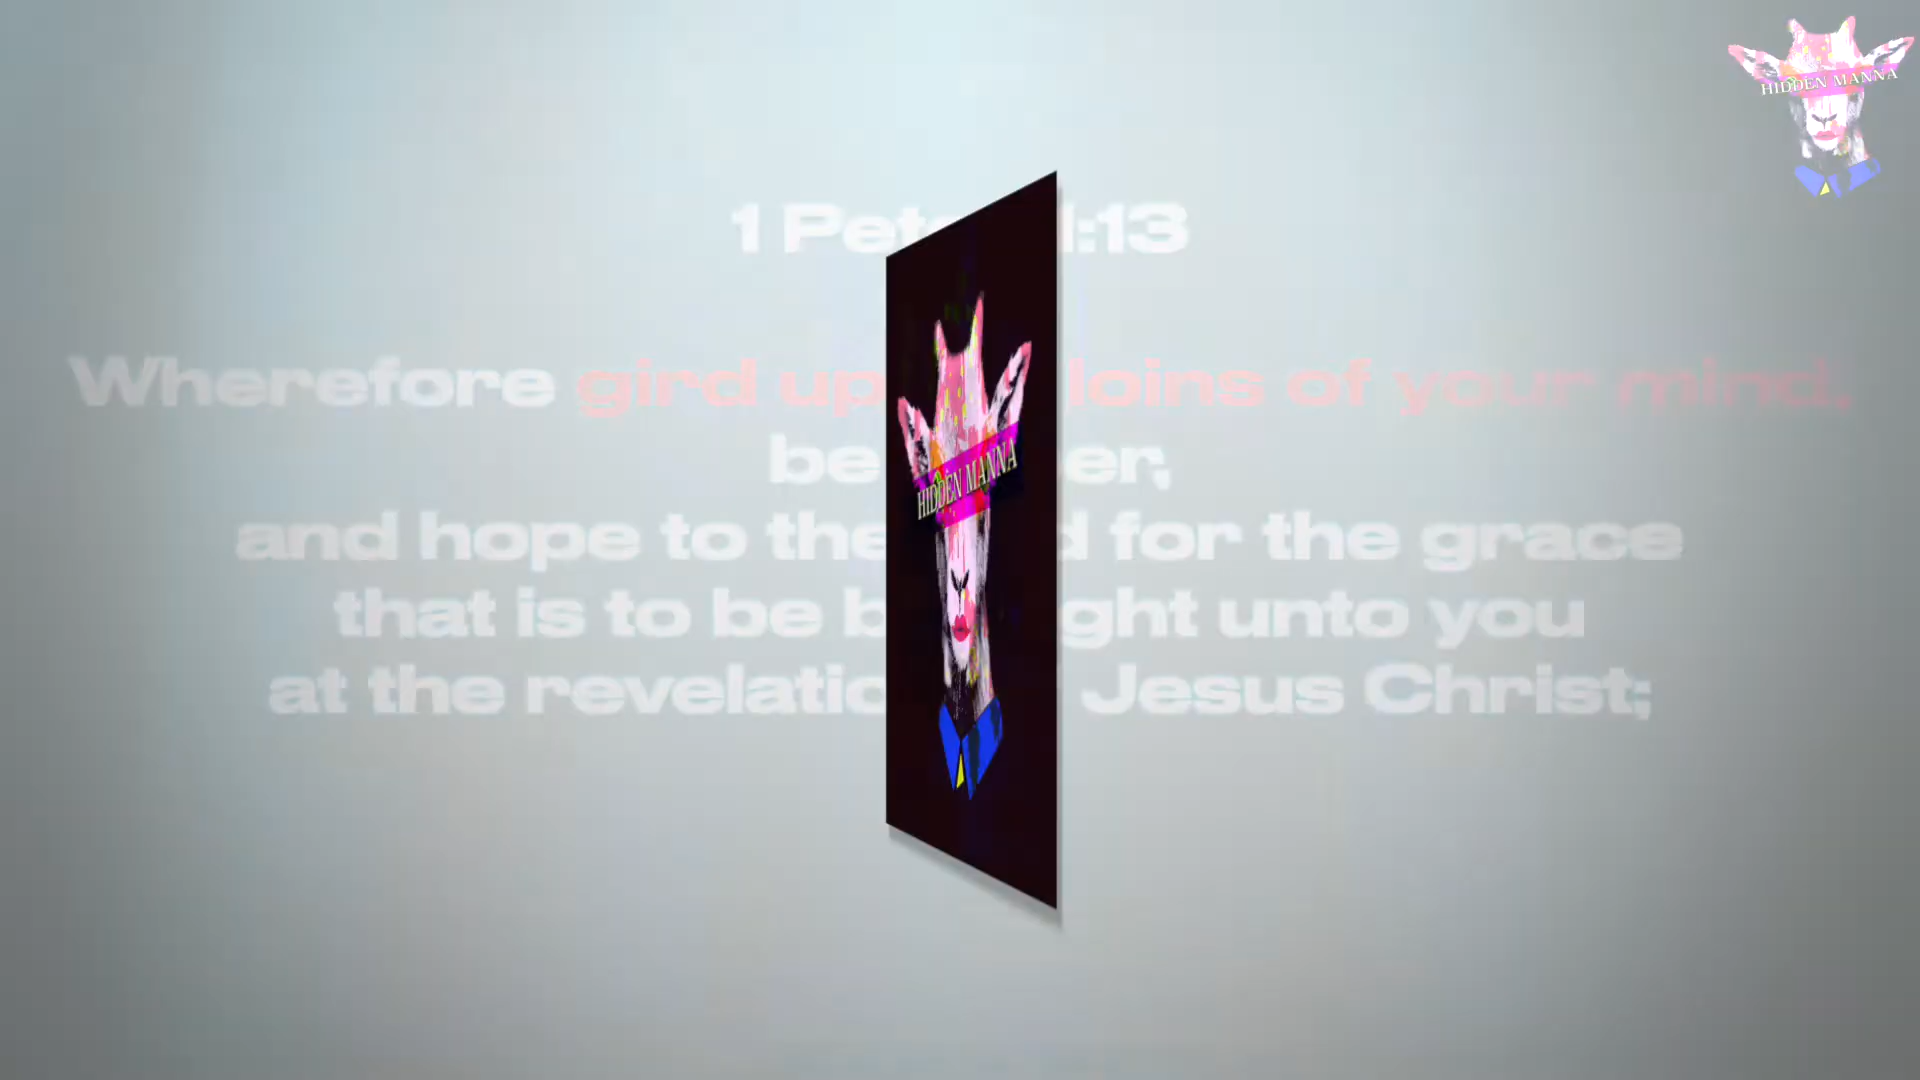 HIDDEN MANNA
1 Pet 1:13
Wherefore gird up loins of your mind,
be er,
and hope to the d for the grace
that is to be b ght unto you
at the revelatio Jesus Christ;
HIDDEN MANNA